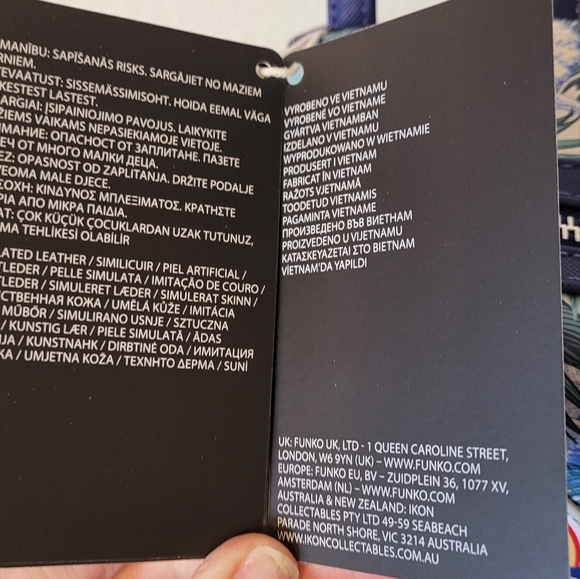 MANĪBU: SAPĪŠANĀS RISKS. SARGĀJIET NO MAZIEM
RNIEM.
TEVAATUST: SISSEMÄSSIMISOHT. HOIDA EEMAL VÄGA
KESTEST LASTEST.
ARGIAI: ĮSIPAINIOJIMO PAVOJUS. LAIKYKITE
ŽIEMS VAIKAMS NEPASIEKIAMOJE VIETOJE.
ИМАНИЕ: ОПАСНОСТ ОТ ЗАПЛИТАНЕ. ПАЗЕТЕ
ЕЧ ОТ МНОГО МАЛКИ ДЕЦА.
EZ: OPASNOST OD ZAPLITANJA. DRŽITE PODALJE
VEOMA MALE DJECE.
ΣΟΧΗ: ΚΙΝΔΥΝΟΣ ΜΠΛΕΞΙΜΑΤΟΣ. ΚΡΑΤΗΣΤΕ
ΡΙΑ ΑΠΟ ΜΙΚΡΑ ΠΑΙΔΙΑ.
AT: ÇOK KÜÇÜK ÇOCUKLARDAN UZAK TUTUNUZ,
MA TEHLİKESİ OLABİLİR
LATED LEATHER / SIMILICUIR / PIEL ARTIFICIAL /
TLEDER / PELLE SIMULATA / IMITAÇÃO DE COURO /
TLEDER / SIMULERET LÆDER / SIMULERAT SKINN /
СТВЕННАЯ КОЖА / UMĚLÁ KŮŽE / IMITÁCIA
/ MŰBŐR / SIMULIRANO USNJE / SZTUCZNA
/ KUNSTIG LÆR / PIELE SIMULATĂ / ĀDAS
IJA / KUNSTNAHK / DIRBTINĖ ODA / ИМИТАЦИЯ
KA / UMJETNA KOŽA / ΤΕΧΝΗΤΟ ΔΕΡΜΑ / SUNİ
VYROBENO VE VIETNAMU
VYROBENÉ VO VIETNAME
GYÁRTVA VIETNAMBAN
IZDELANO V VIETNAMU
WYPRODUKOWANO W WIETNAMIE
PRODUSERT I VIETNAM
FABRICAT ÎN VIETNAM
RAŽOTS VJETNAMĀ
TOODETUD VIETNAMIS
PAGAMINTA VIETNAME
ПРОИЗВЕДЕНО ВЪВ ВИЕТНАМ
PROIZVEDENO U VIJETNAMU
ΚΑΤΑΣΚΕΥΑΖΕΤΑΙ ΣΤΟ ΒΙΕΤΝΑΜ
VİETNAM'DA YAPILDI
UK: FUNKO UK, LTD - 1 QUEEN CAROLINE STREET,
LONDON, W6 9YN (UK) – WWW.FUNKO.COM
EUROPE: FUNKO EU, BV – ZUIDPLEIN 36, 1077 XV,
AMSTERDAM (NL) – WWW.FUNKO.COM
AUSTRALIA & NEW ZEALAND: IKON
COLLECTABLES PTY LTD 49-59 SEABEACH
PARADE NORTH SHORE, VIC 3214 AUSTRALIA
WWW.IKONCOLLECTABLES.COM.AU